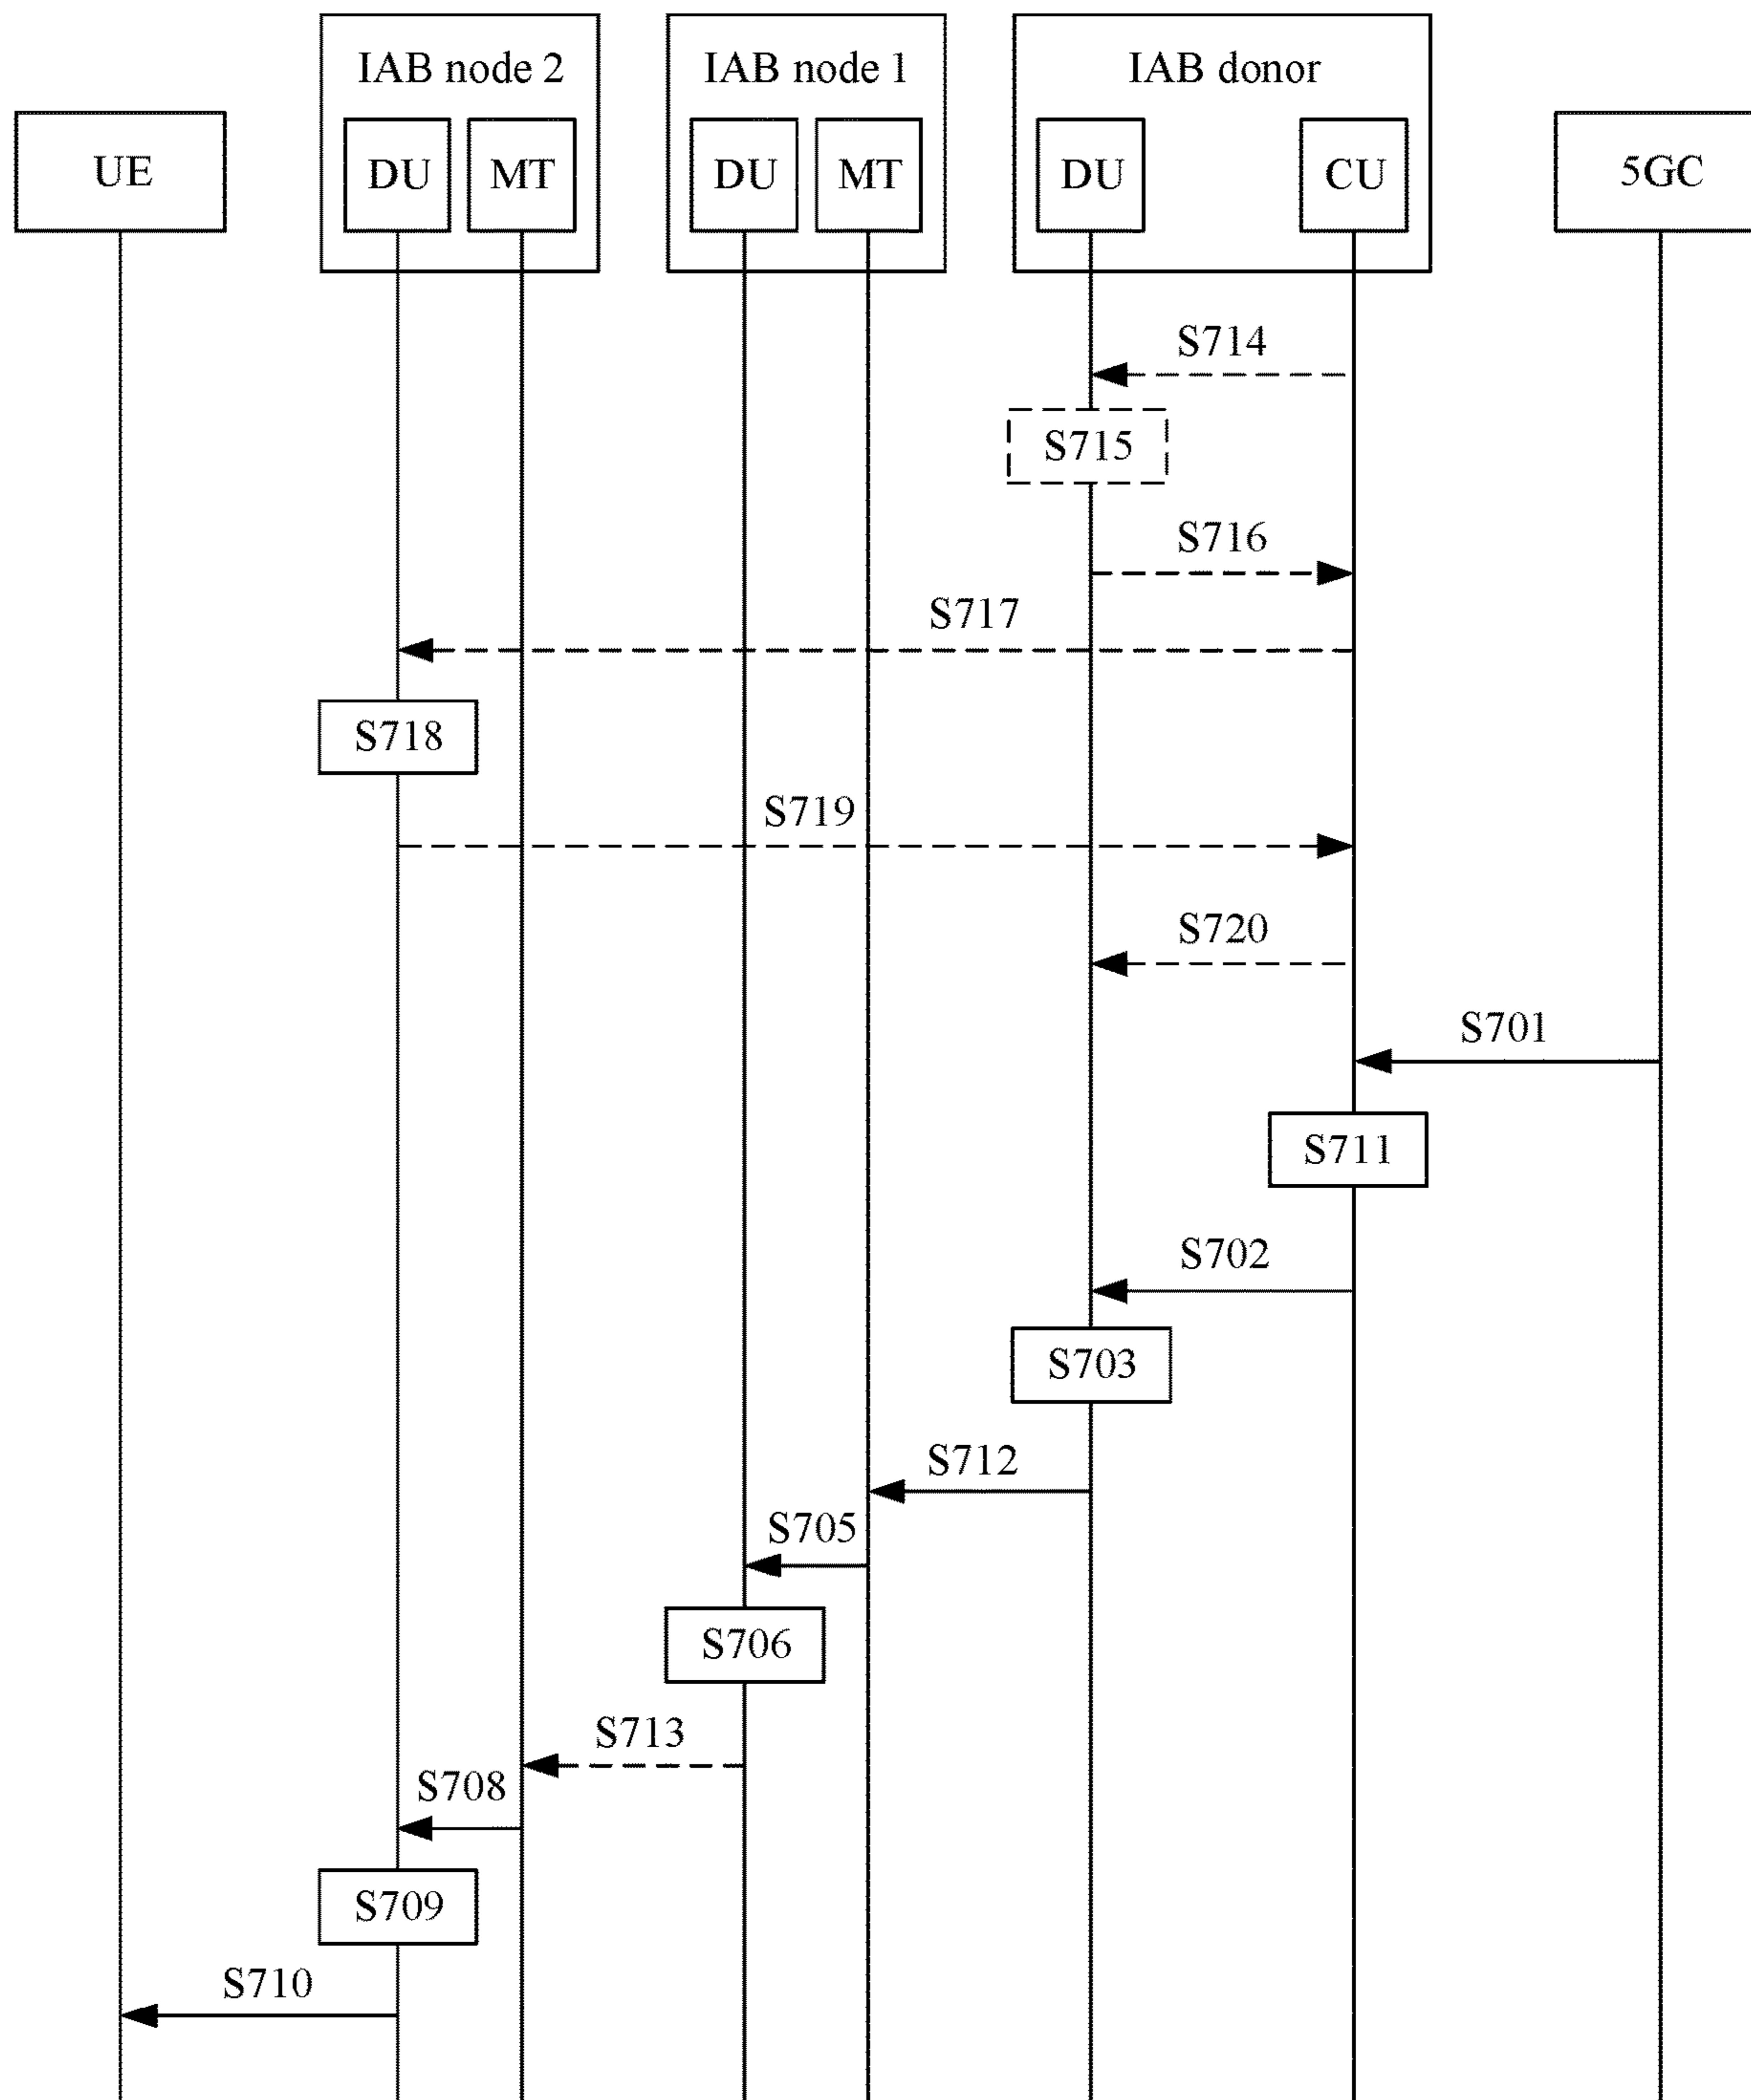 IAB node 2
IAB node 1
IAB donor
UE
DU
MT
DU
MT
DU
CU
5GC
S714
S715
S716
S717
S718
S719
S720
S701
S711
S702
S703
S712
S705
S706
S713
S708
S709
S710